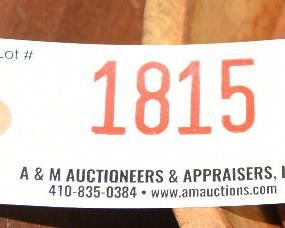 Lot #
1815
A & M AUCTIONEERS & APPRAISERS,
410-835-0384 • www.amauctions.com